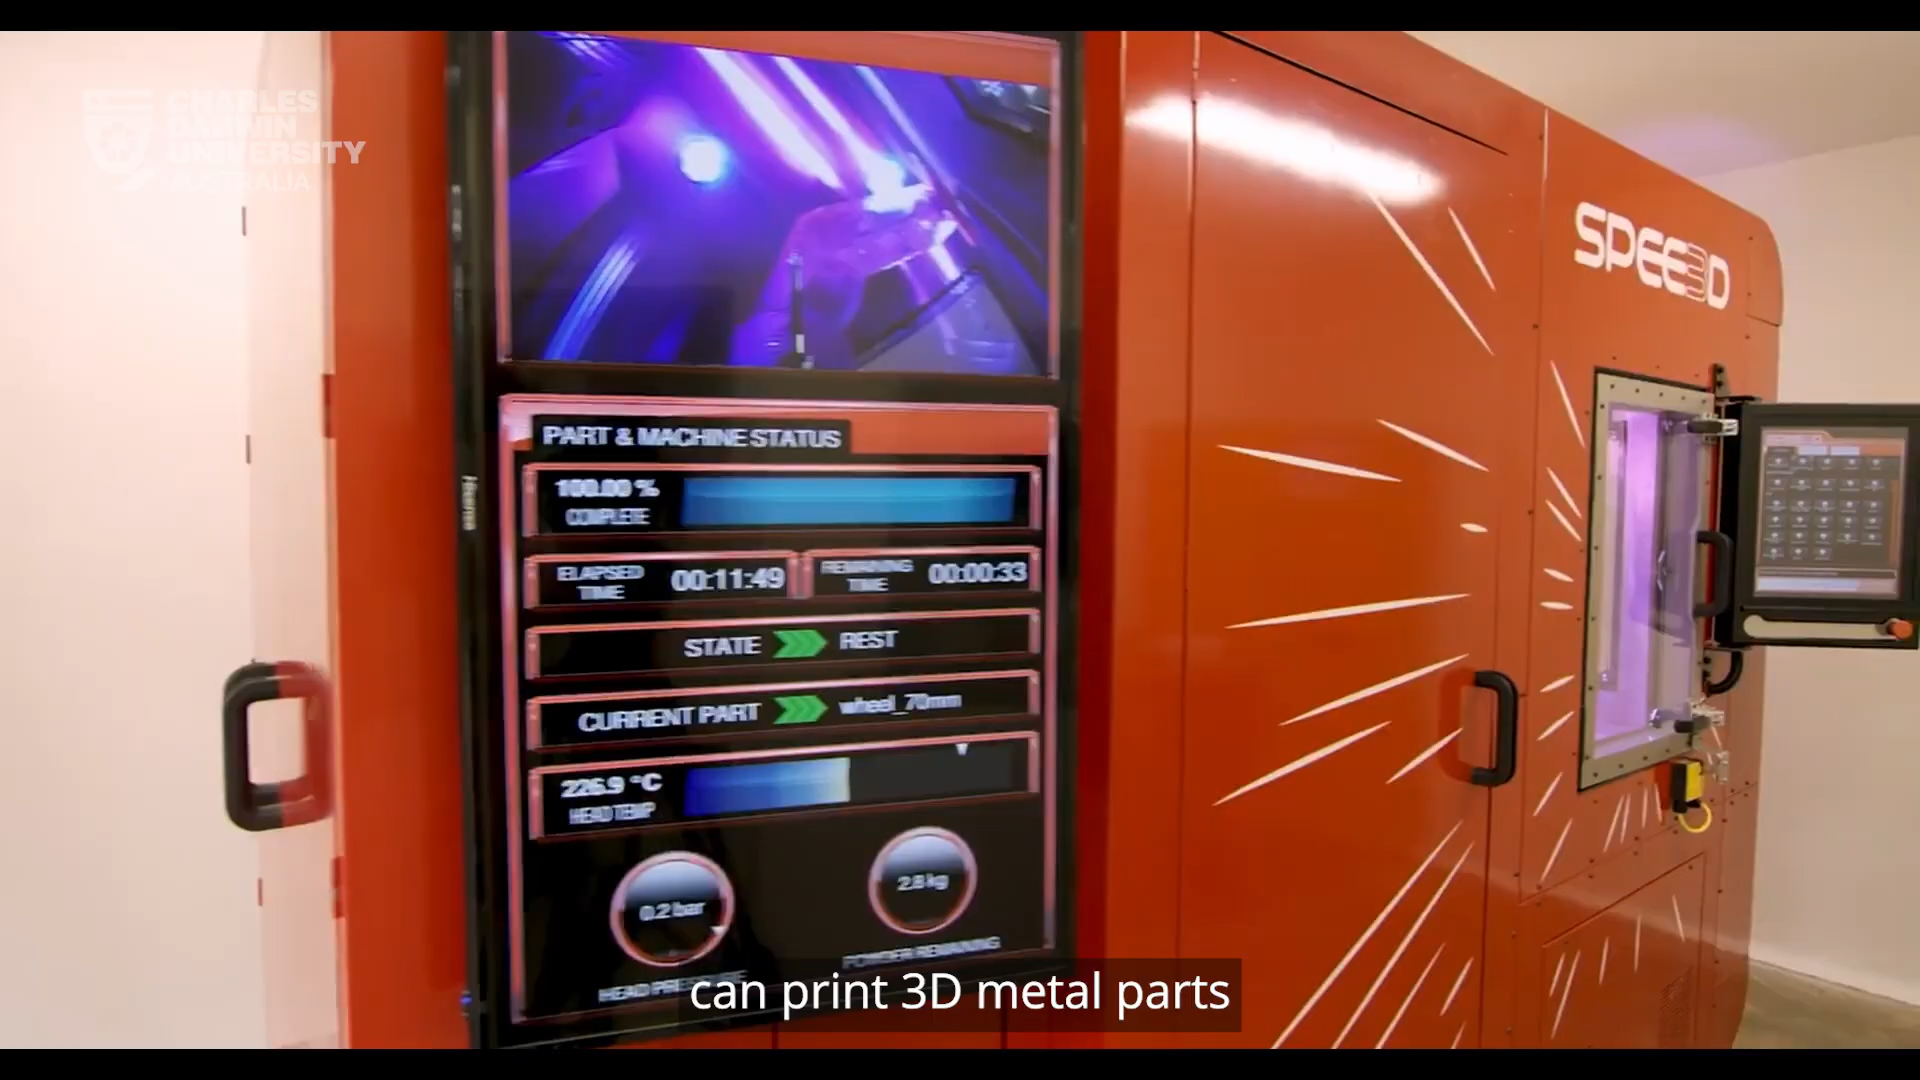 CHARLES
DARWIN
UNIVERSITY
AUSTRALIA
SPEE3D
Hisense
PART & MACHINE STATUS
100.00 %
COMPLETE
ELAPSED
TIME
00:11:49
REMAINING
TIME
00:00:33
STATE
REST
CURRENT PART
wheel_70mm
226.9 °C
HEAD TEMP
0.2 bar
2.8 kg
POWDER REMAINING
can print 3D metal parts